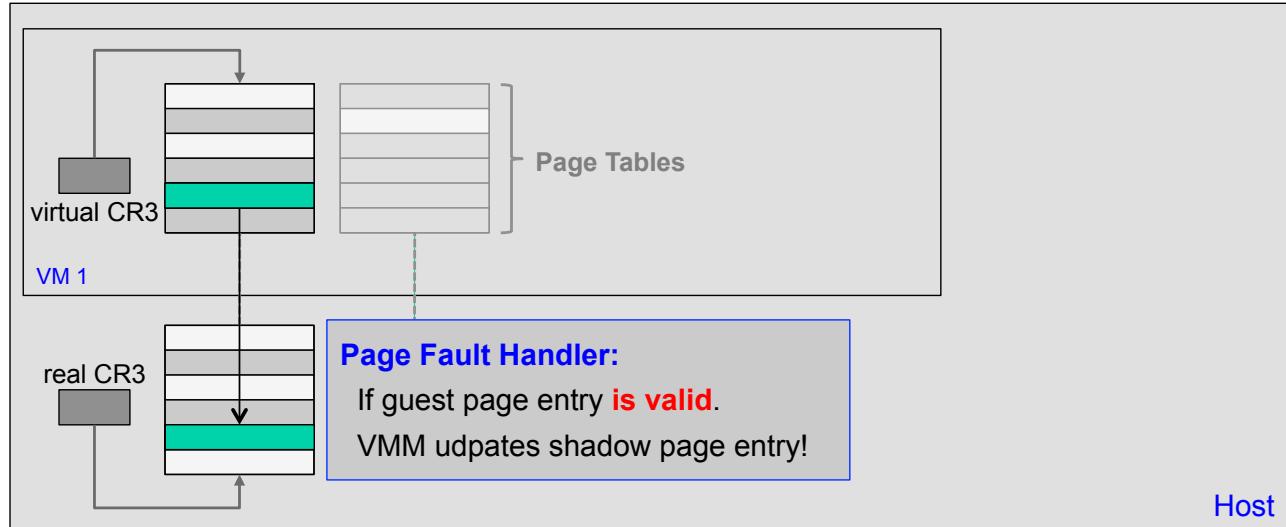 Page Tables
virtual CR3
VM 1
real CR3
Page Fault Handler:
If guest page entry is valid.
VMM udpates shadow page entry!
Host